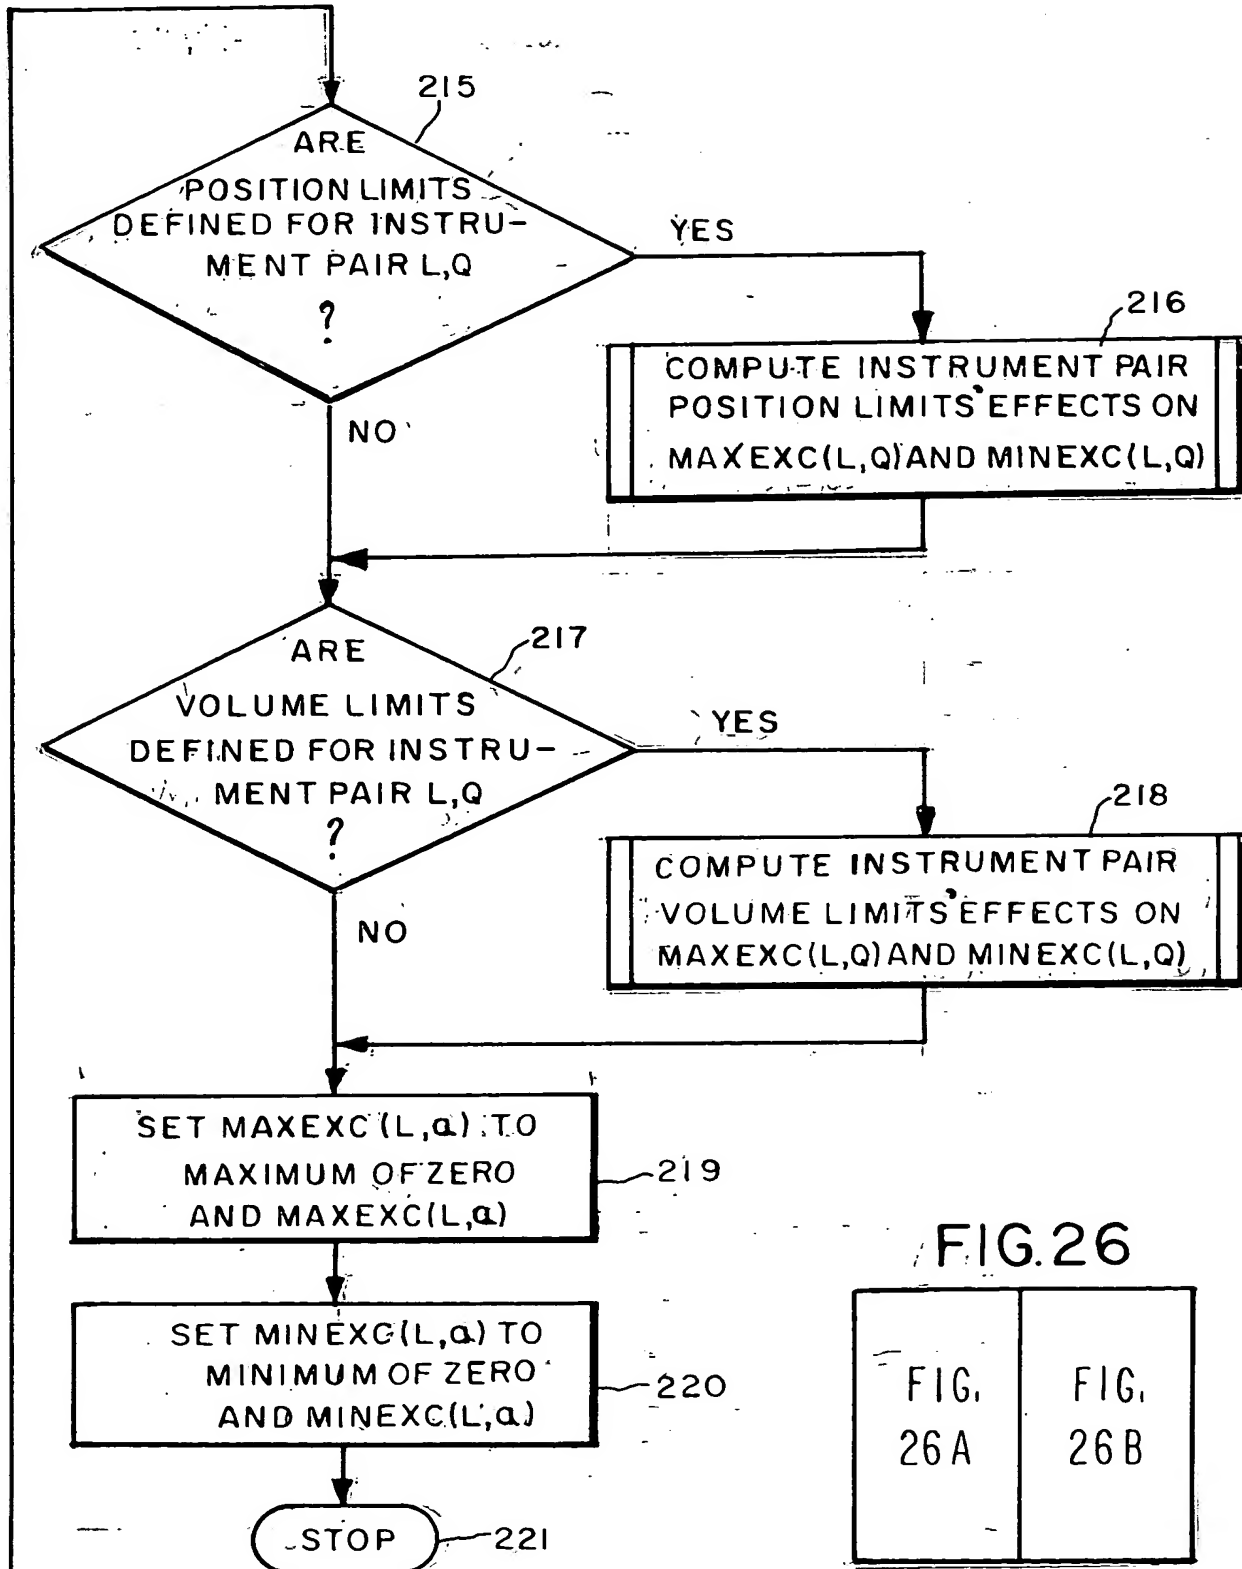 215
ARE
POSITION LIMITS
DEFINED FOR INSTRU-
MENT PAIR L,Q
?
YES
NO
216
COMPUTE INSTRUMENT PAIR
POSITION LIMITS' EFFECTS ON
MAXEXC(L,Q) AND MINEXC(L,Q)
217
ARE
VOLUME LIMITS
DEFINED FOR INSTRU-
MENT PAIR L,Q
?
YES
NO
218
COMPUTE INSTRUMENT PAIR
VOLUME LIMITS' EFFECTS ON
MAXEXC(L,Q) AND MINEXC(L,Q)
SET MAXEXC (L,Q) TO
MAXIMUM OF ZERO
AND MAXEXC(L,Q)
219
SET MINEXC(L,Q) TO
MINIMUM OF ZERO
AND MINEXC(L,Q)
220
STOP
221
FIG.26
FIG.
26A
FIG.
26B